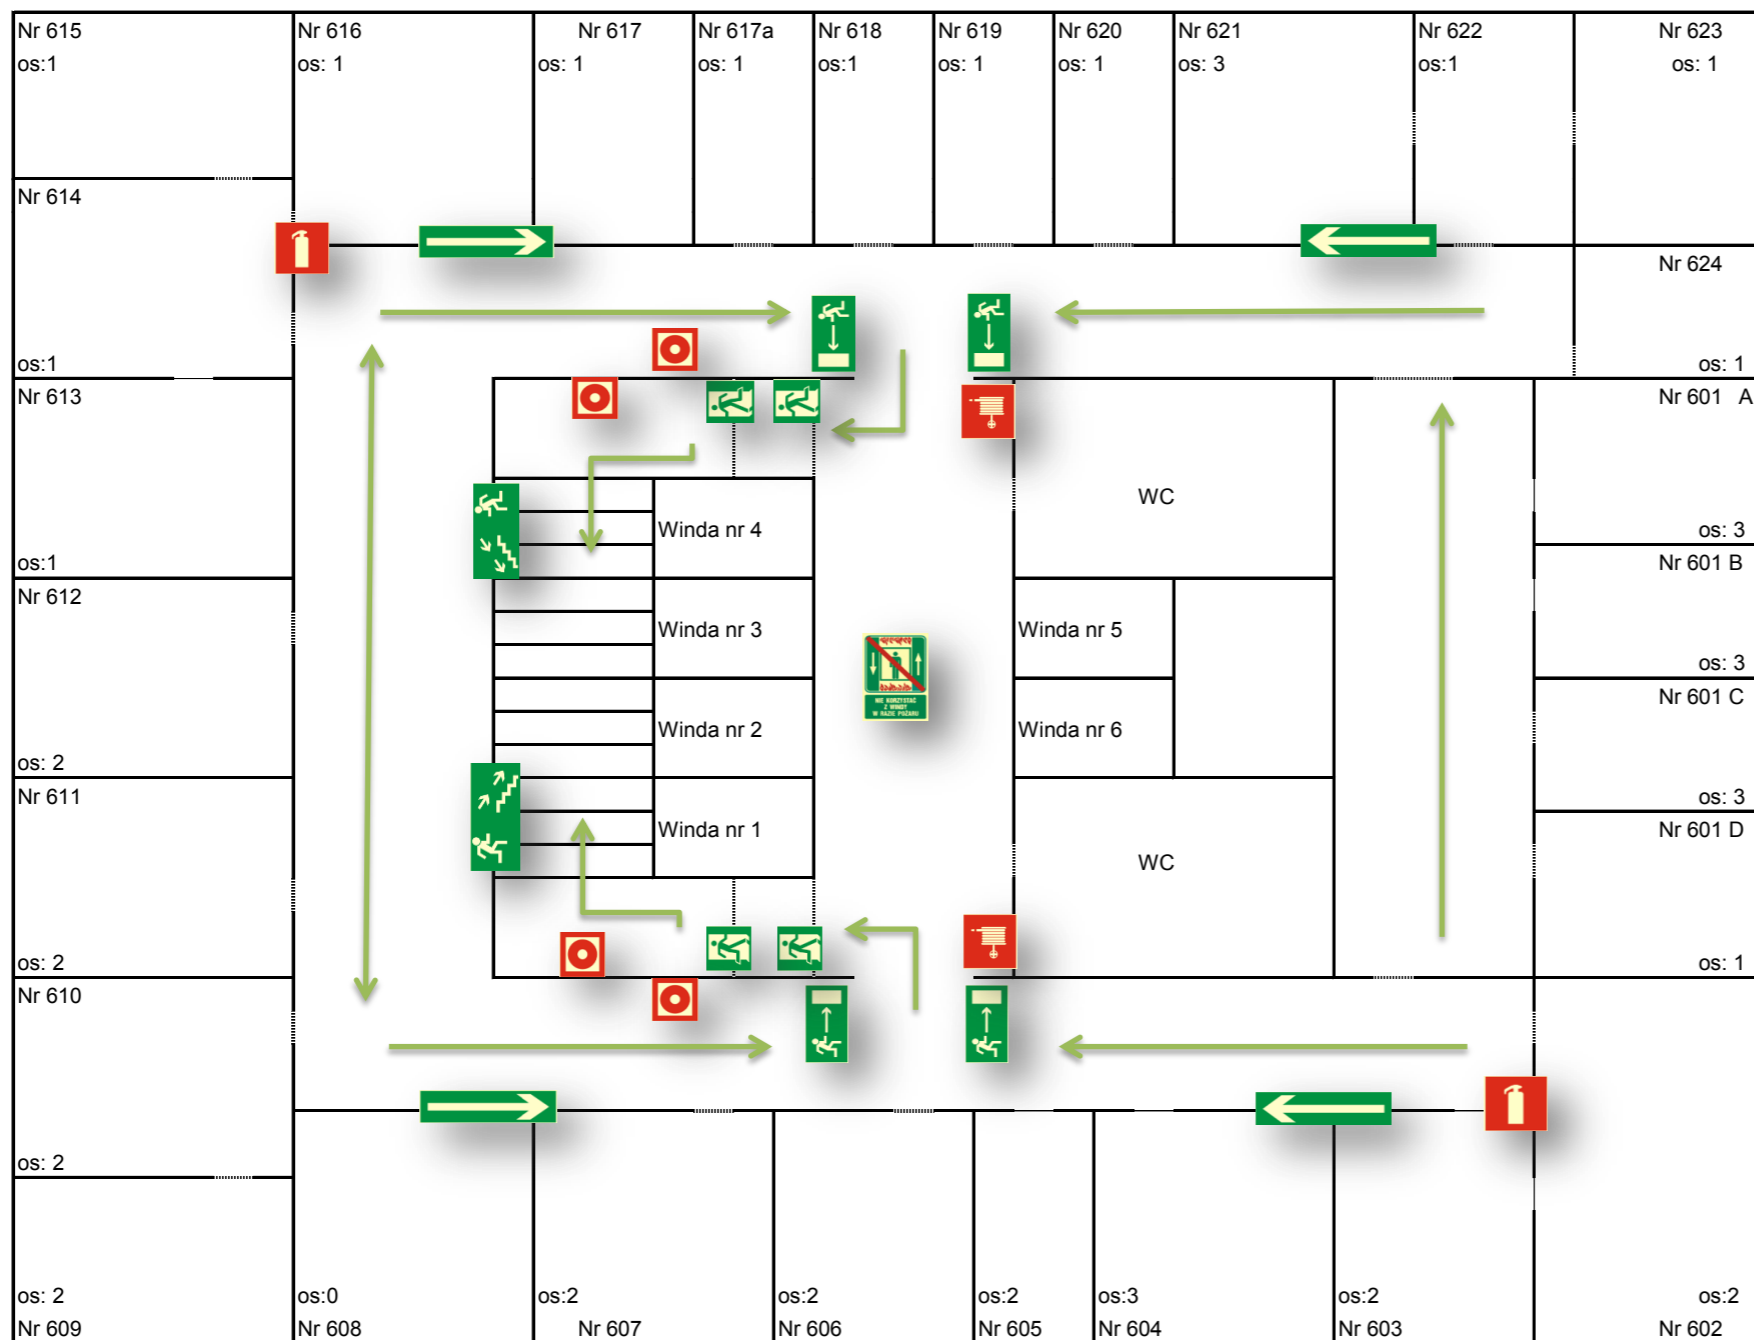 Nr 615
os:1
Nr 616
os: 1
Nr 617
os: 1
Nr 617a
os: 1
Nr 618
os:1
Nr 619
os: 1
Nr 620
os: 1
Nr 621
os: 3
Nr 622
os:1
Nr 623
os: 1
Nr 614
os:1
Nr 624
os: 1
Nr 613
os:1
Nr 601 A
os: 3
WC
Winda nr 4
Nr 601 B
os: 3
Nr 612
os: 2
Winda nr 3
Winda nr 5
NIE KORZYSTAĆ
Z WINDY
W RAZIE POŻARU
Nr 601 C
os: 3
Winda nr 2
Winda nr 6
Nr 611
os: 2
Winda nr 1
WC
Nr 601 D
os: 1
Nr 610
os: 2
os: 2
Nr 609
os:0
Nr 608
os:2
Nr 607
os:2
Nr 606
os:2
Nr 605
os:3
Nr 604
os:2
Nr 603
os:2
Nr 602